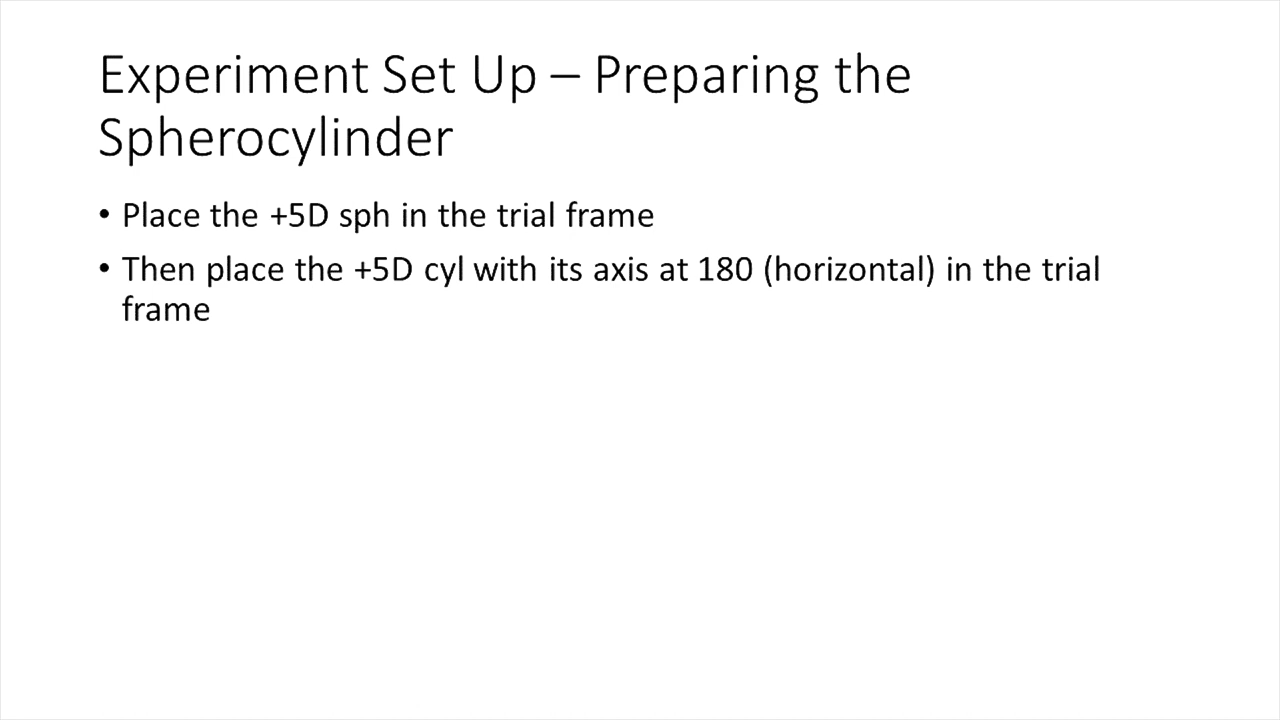 Experiment Set Up – Preparing the
Spherocylinder
• Place the +5D sph in the trial frame
• Then place the +5D cyl with its axis at 180 (horizontal) in the trial
frame